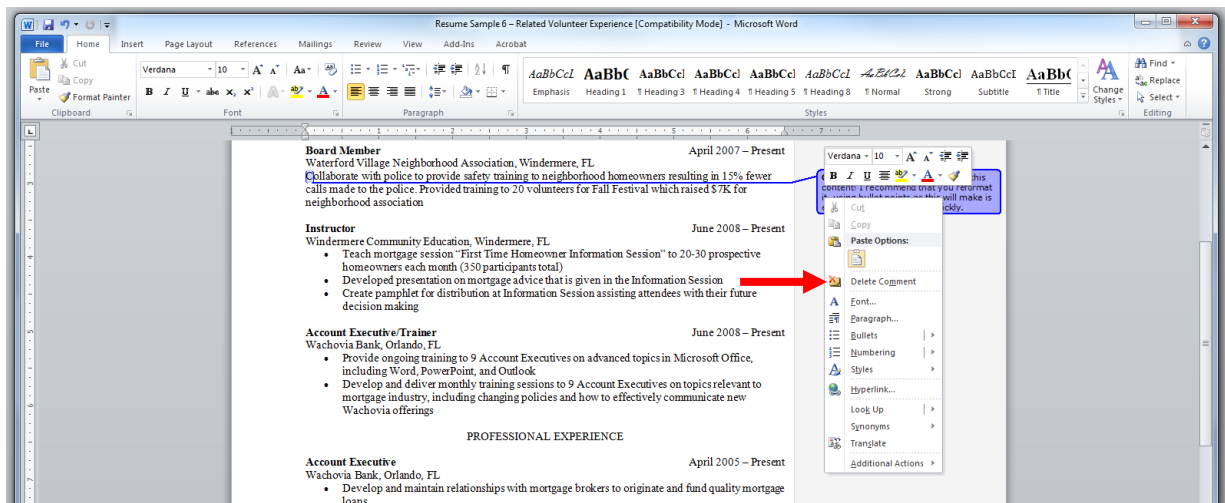 Resume Sample 6 – Related Volunteer Experience [Compatibility Mode] - Microsoft Word
File Home Insert Page Layout References Mailings Review View Add-Ins Acrobat
Cut
Copy
Format Painter
Paste
Clipboard
Verdana 10
Font
Paragraph
AaBbCcI AaBb( AaBbCcl AaBbCcl AaBbCcl AaBbCcI AaBbCcI AaBbCcl AaBbCcI AaBb(
Emphasis Heading 1 ¶ Heading 3 ¶ Heading 4 ¶ Heading 5 ¶ Heading 8 ¶ Normal Strong Subtitle ¶ Title
Change Styles
Styles
Find
Replace
Select
Editing
Board Member April 2007 – Present
Waterford Village Neighborhood Association, Windermere, FL
Collaborate with police to provide safety training to neighborhood homeowners resulting in 15% fewer
calls made to the police. Provided training to 20 volunteers for Fall Festival which raised $7K for
neighborhood association
Instructor June 2008 – Present
Windermere Community Education, Windermere, FL
• Teach mortgage session “First Time Homeowner Information Session” to 20-30 prospective
homeowners each month (350 participants total)
• Developed presentation on mortgage advice that is given in the Information Session
• Create pamphlet for distribution at Information Session assisting attendees with their future
decision making
Account Executive/Trainer June 2008 – Present
Wachovia Bank, Orlando, FL
• Provide ongoing training to 9 Account Executives on advanced topics in Microsoft Office,
including Word, PowerPoint, and Outlook
• Develop and deliver monthly training sessions to 9 Account Executives on topics relevant to
mortgage industry, including changing policies and how to effectively communicate new
Wachovia offerings
PROFESSIONAL EXPERIENCE
Account Executive April 2005 – Present
Wachovia Bank, Orlando, FL
• Develop and maintain relationships with mortgage brokers to originate and fund quality mortgage
loans
Verdana 10
this
content! I recommend that you reformat
it using bullet points as this will make is
Cut
Copy
Paste Options:
Delete Comment
Font...
Paragraph...
Bullets
Numbering
Styles
Hyperlink...
Look Up
Synonyms
Translate
Additional Actions